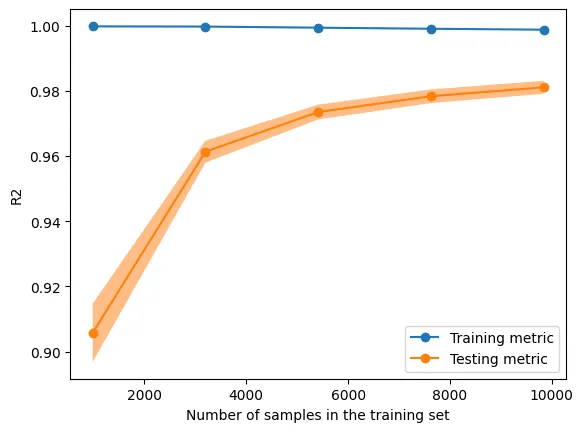 1.00
0.98
0.96
0.94
0.92
0.90
R2
2000 4000 6000 8000 10000
Number of samples in the training set
Training metric
Testing metric